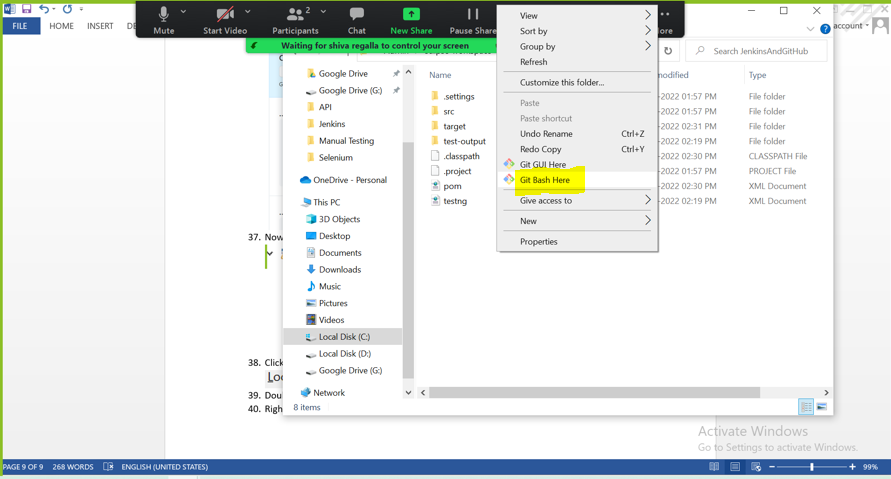 FILE
HOME
INSERT
DE
account
Mute
Start Video
Participants
2
Chat
New Share
Pause Share
Waiting for shiva regalla to control your screen
Search JenkinsAndGitHub
Google Drive
Google Drive (G:)
API
Jenkins
Manual Testing
Selenium
OneDrive - Personal
This PC
3D Objects
Desktop
Documents
Downloads
Music
Pictures
Videos
Local Disk (C:)
Local Disk (D:)
Google Drive (G:)
Network
8 items
Name
.settings
src
target
test-output
.classpath
.project
pom
testng
View
Sort by
Group by
Refresh
Customize this folder...
Paste
Paste shortcut
Undo Rename Ctrl+Z
Redo Copy Ctrl+Y
Git GUI Here
Git Bash Here
Give access to
New
Properties
modified Type
-2022 01:57 PM File folder
-2022 01:57 PM File folder
-2022 02:31 PM File folder
-2022 02:19 PM File folder
-2022 02:30 PM CLASSPATH File
-2022 01:57 PM PROJECT File
-2022 02:30 PM XML Document
-2022 02:19 PM XML Document
37. Now
38. Click
Loc
39. Dou
40. Righ
Activate Windows
Go to Settings to activate Windows.
PAGE 9 OF 9 268 WORDS ENGLISH (UNITED STATES)
99%